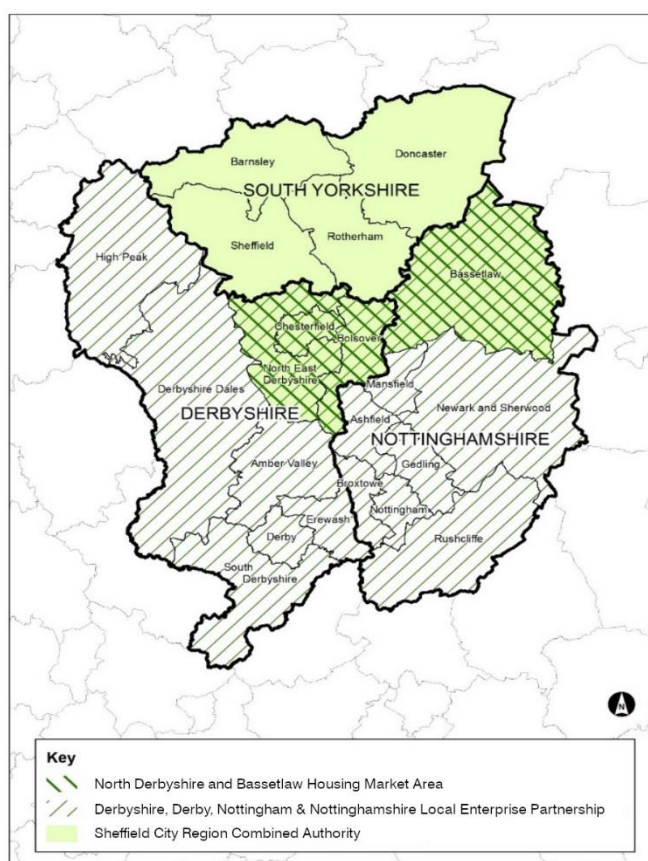 Barnsley
Doncaster
SOUTH YORKSHIRE
Sheffield
Rotherham
High Peak
Bassetlaw
Chesterfield
Bolsover
North East
Derbyshire
Derbyshire Dales
DERBYSHIRE
Mansfield
Ashfield
Newark and Sherwood
NOTTINGHAMSHIRE
Amber Valley
Gedling
Broxtowe
Nottingham
Erewash
Derby
Rushcliffe
South
Derbyshire
N
Key
North Derbyshire and Bassetlaw Housing Market Area
Derbyshire, Derby, Nottingham & Nottinghamshire Local Enterprise Partnership
Sheffield City Region Combined Authority